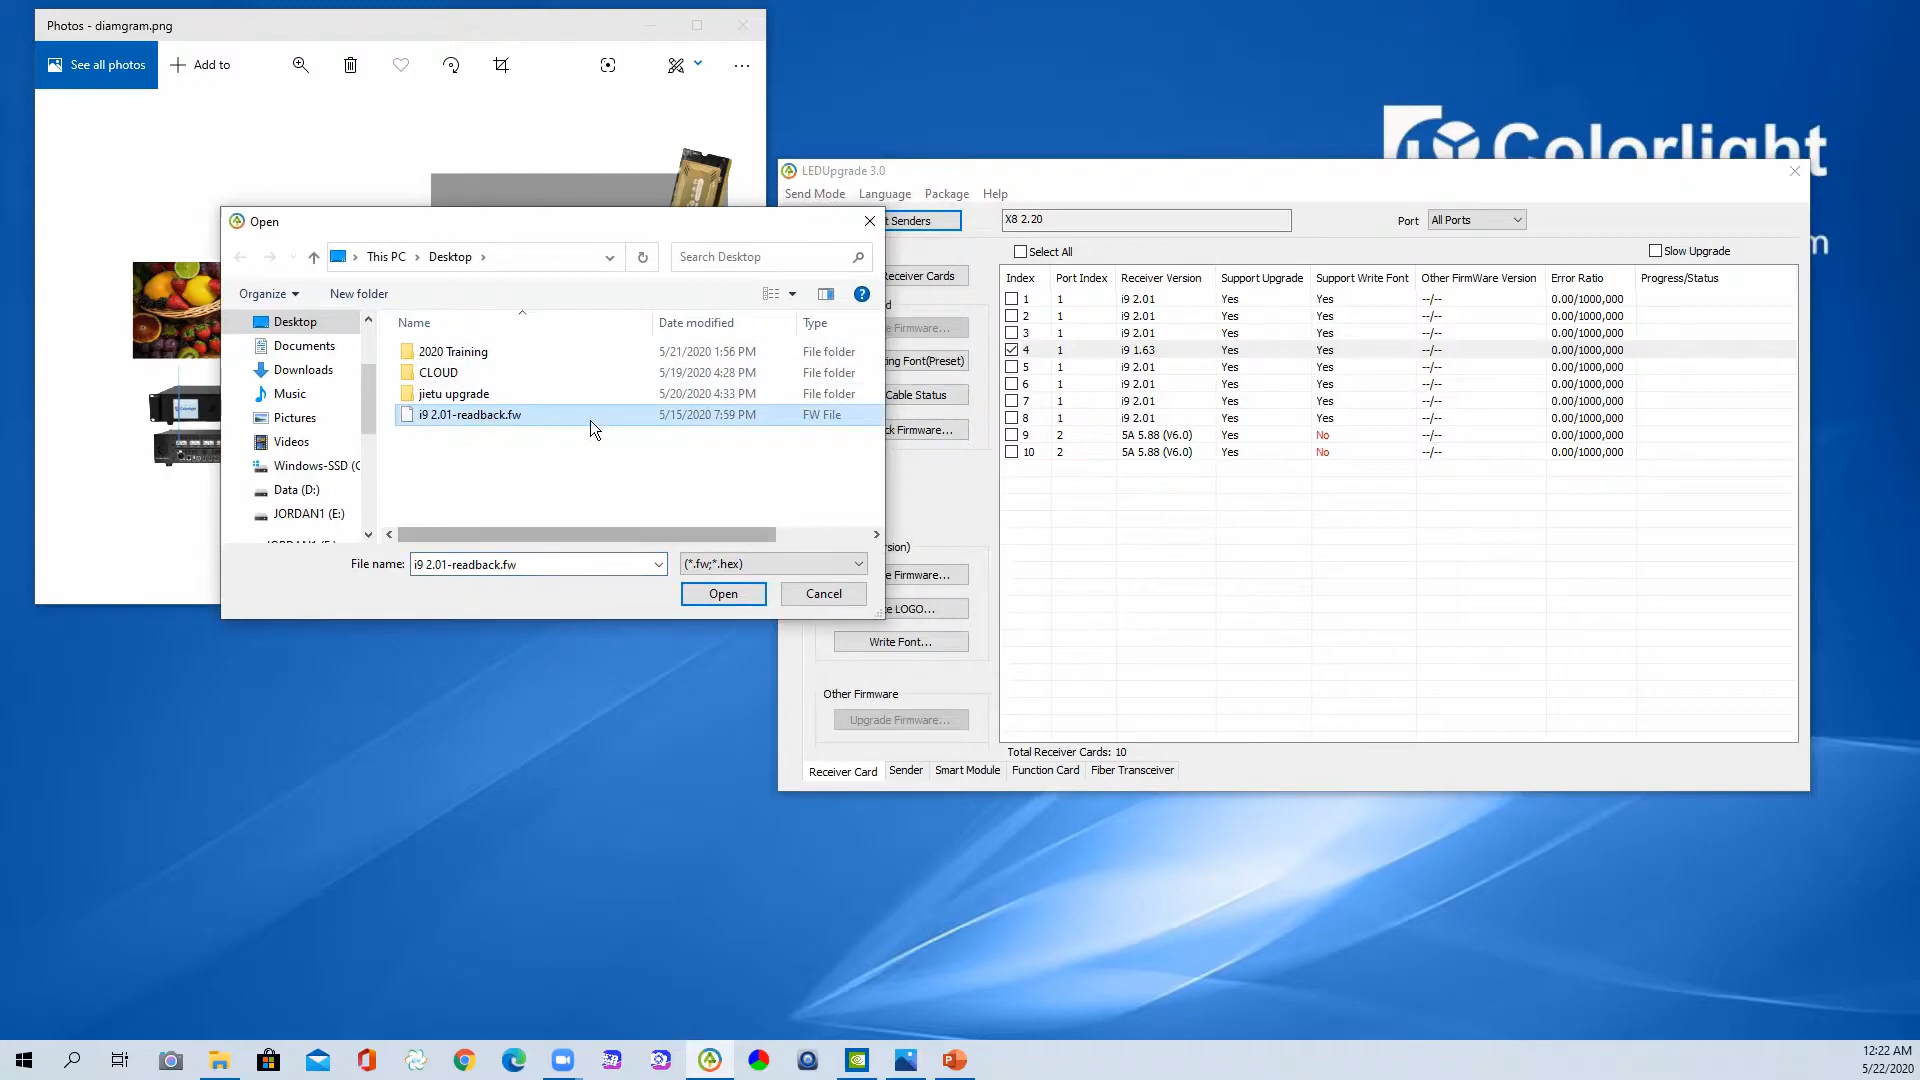 Photos - diamgram.png
See all photos
Add to
Colorlight
m
LEDUpgrade 3.0
Send Mode
Language
Package
Help
t Senders
X8 2.20
Port
All Ports
Select All
Slow Upgrade
eceiver Cards
Index Port Index Receiver Version Support Upgrade Support Write Font Other FirmWare Version Error Ratio Progress/Status
1 1 i9 2.01 Yes Yes --/-- 0.00/1000,000
2 1 i9 2.01 Yes Yes --/-- 0.00/1000,000
3 1 i9 2.01 Yes Yes --/-- 0.00/1000,000
4 1 i9 1.63 Yes Yes --/-- 0.00/1000,000
5 1 i9 2.01 Yes Yes --/-- 0.00/1000,000
6 1 i9 2.01 Yes Yes --/-- 0.00/1000,000
7 1 i9 2.01 Yes Yes --/-- 0.00/1000,000
8 1 i9 2.01 Yes Yes --/-- 0.00/1000,000
9 2 5A 5.88 (V6.0) Yes No --/-- 0.00/1000,000
10 2 5A 5.88 (V6.0) Yes No --/-- 0.00/1000,000
d
e Firmware...
ing Font(Preset)
Cable Status
ck Firmware...
sion)
e Firmware...
te LOGO...
Write Font...
Other Firmware
Upgrade Firmware...
Total Receiver Cards: 10
Receiver Card
Sender
Smart Module
Function Card
Fiber Transceiver
Open
This PC
Desktop
Search Desktop
Organize
New folder
Desktop
Documents
Downloads
Music
Pictures
Videos
Windows-SSD (C
Data (D:)
JORDAN1 (E:)
Name Date modified Type
2020 Training 5/21/2020 1:56 PM File folder
CLOUD 5/19/2020 4:28 PM File folder
jietu upgrade 5/20/2020 4:33 PM File folder
i9 2.01-readback.fw 5/15/2020 7:59 PM FW File
File name:
i9 2.01-readback.fw
(*.fw;*.hex)
Open
Cancel
12:22 AM
5/22/2020